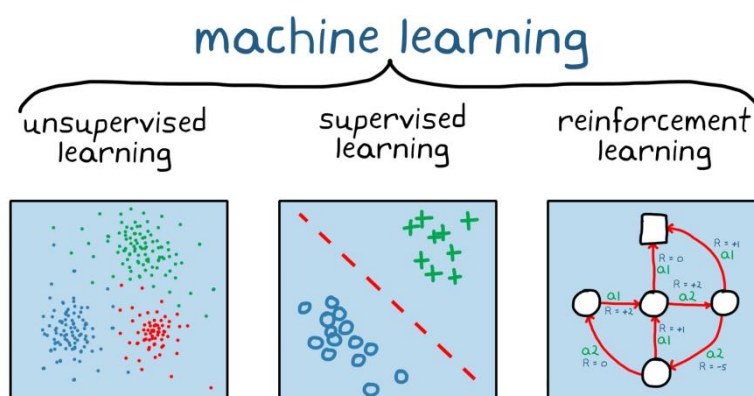 machine learning
unsupervised
learning
supervised
learning
reinforcement
learning
R = 0
a1
R = +1
a1
a1
R = +2
R = +2
a2
R = +1
a1
a2
R = 0
a2
R = -5